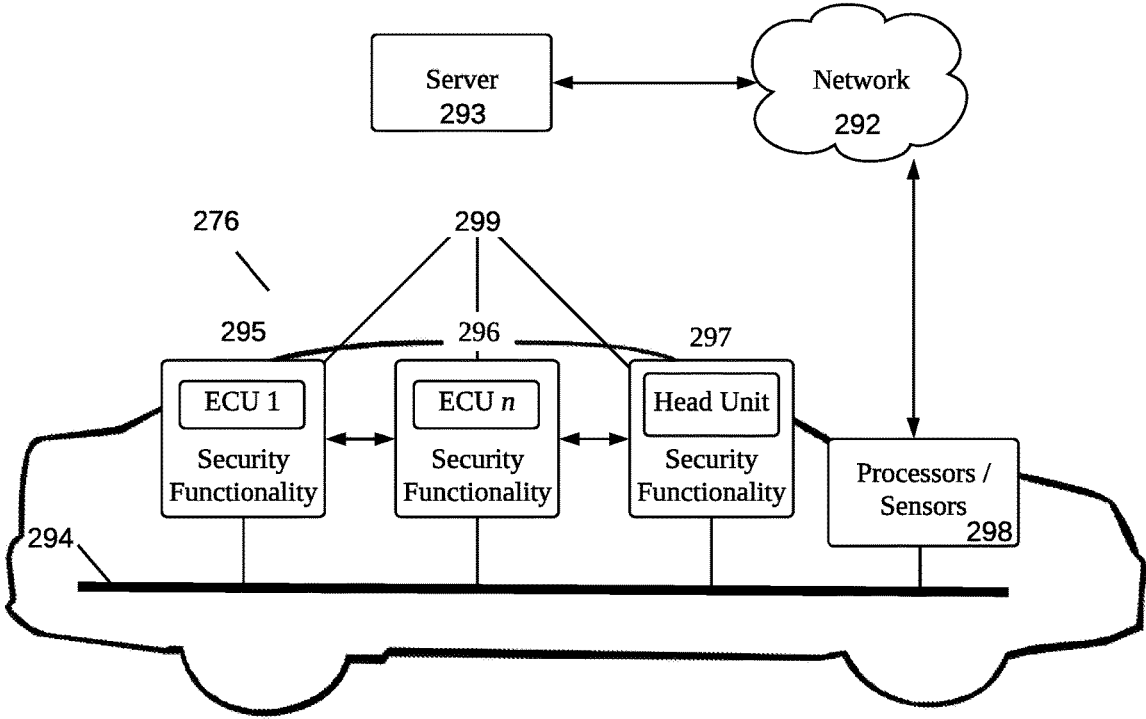 Server
293
Network
292
276
299
295
296
297
ECU 1
Security
Functionality
ECU n
Security
Functionality
Head Unit
Security
Functionality
Processors /
Sensors
298
294